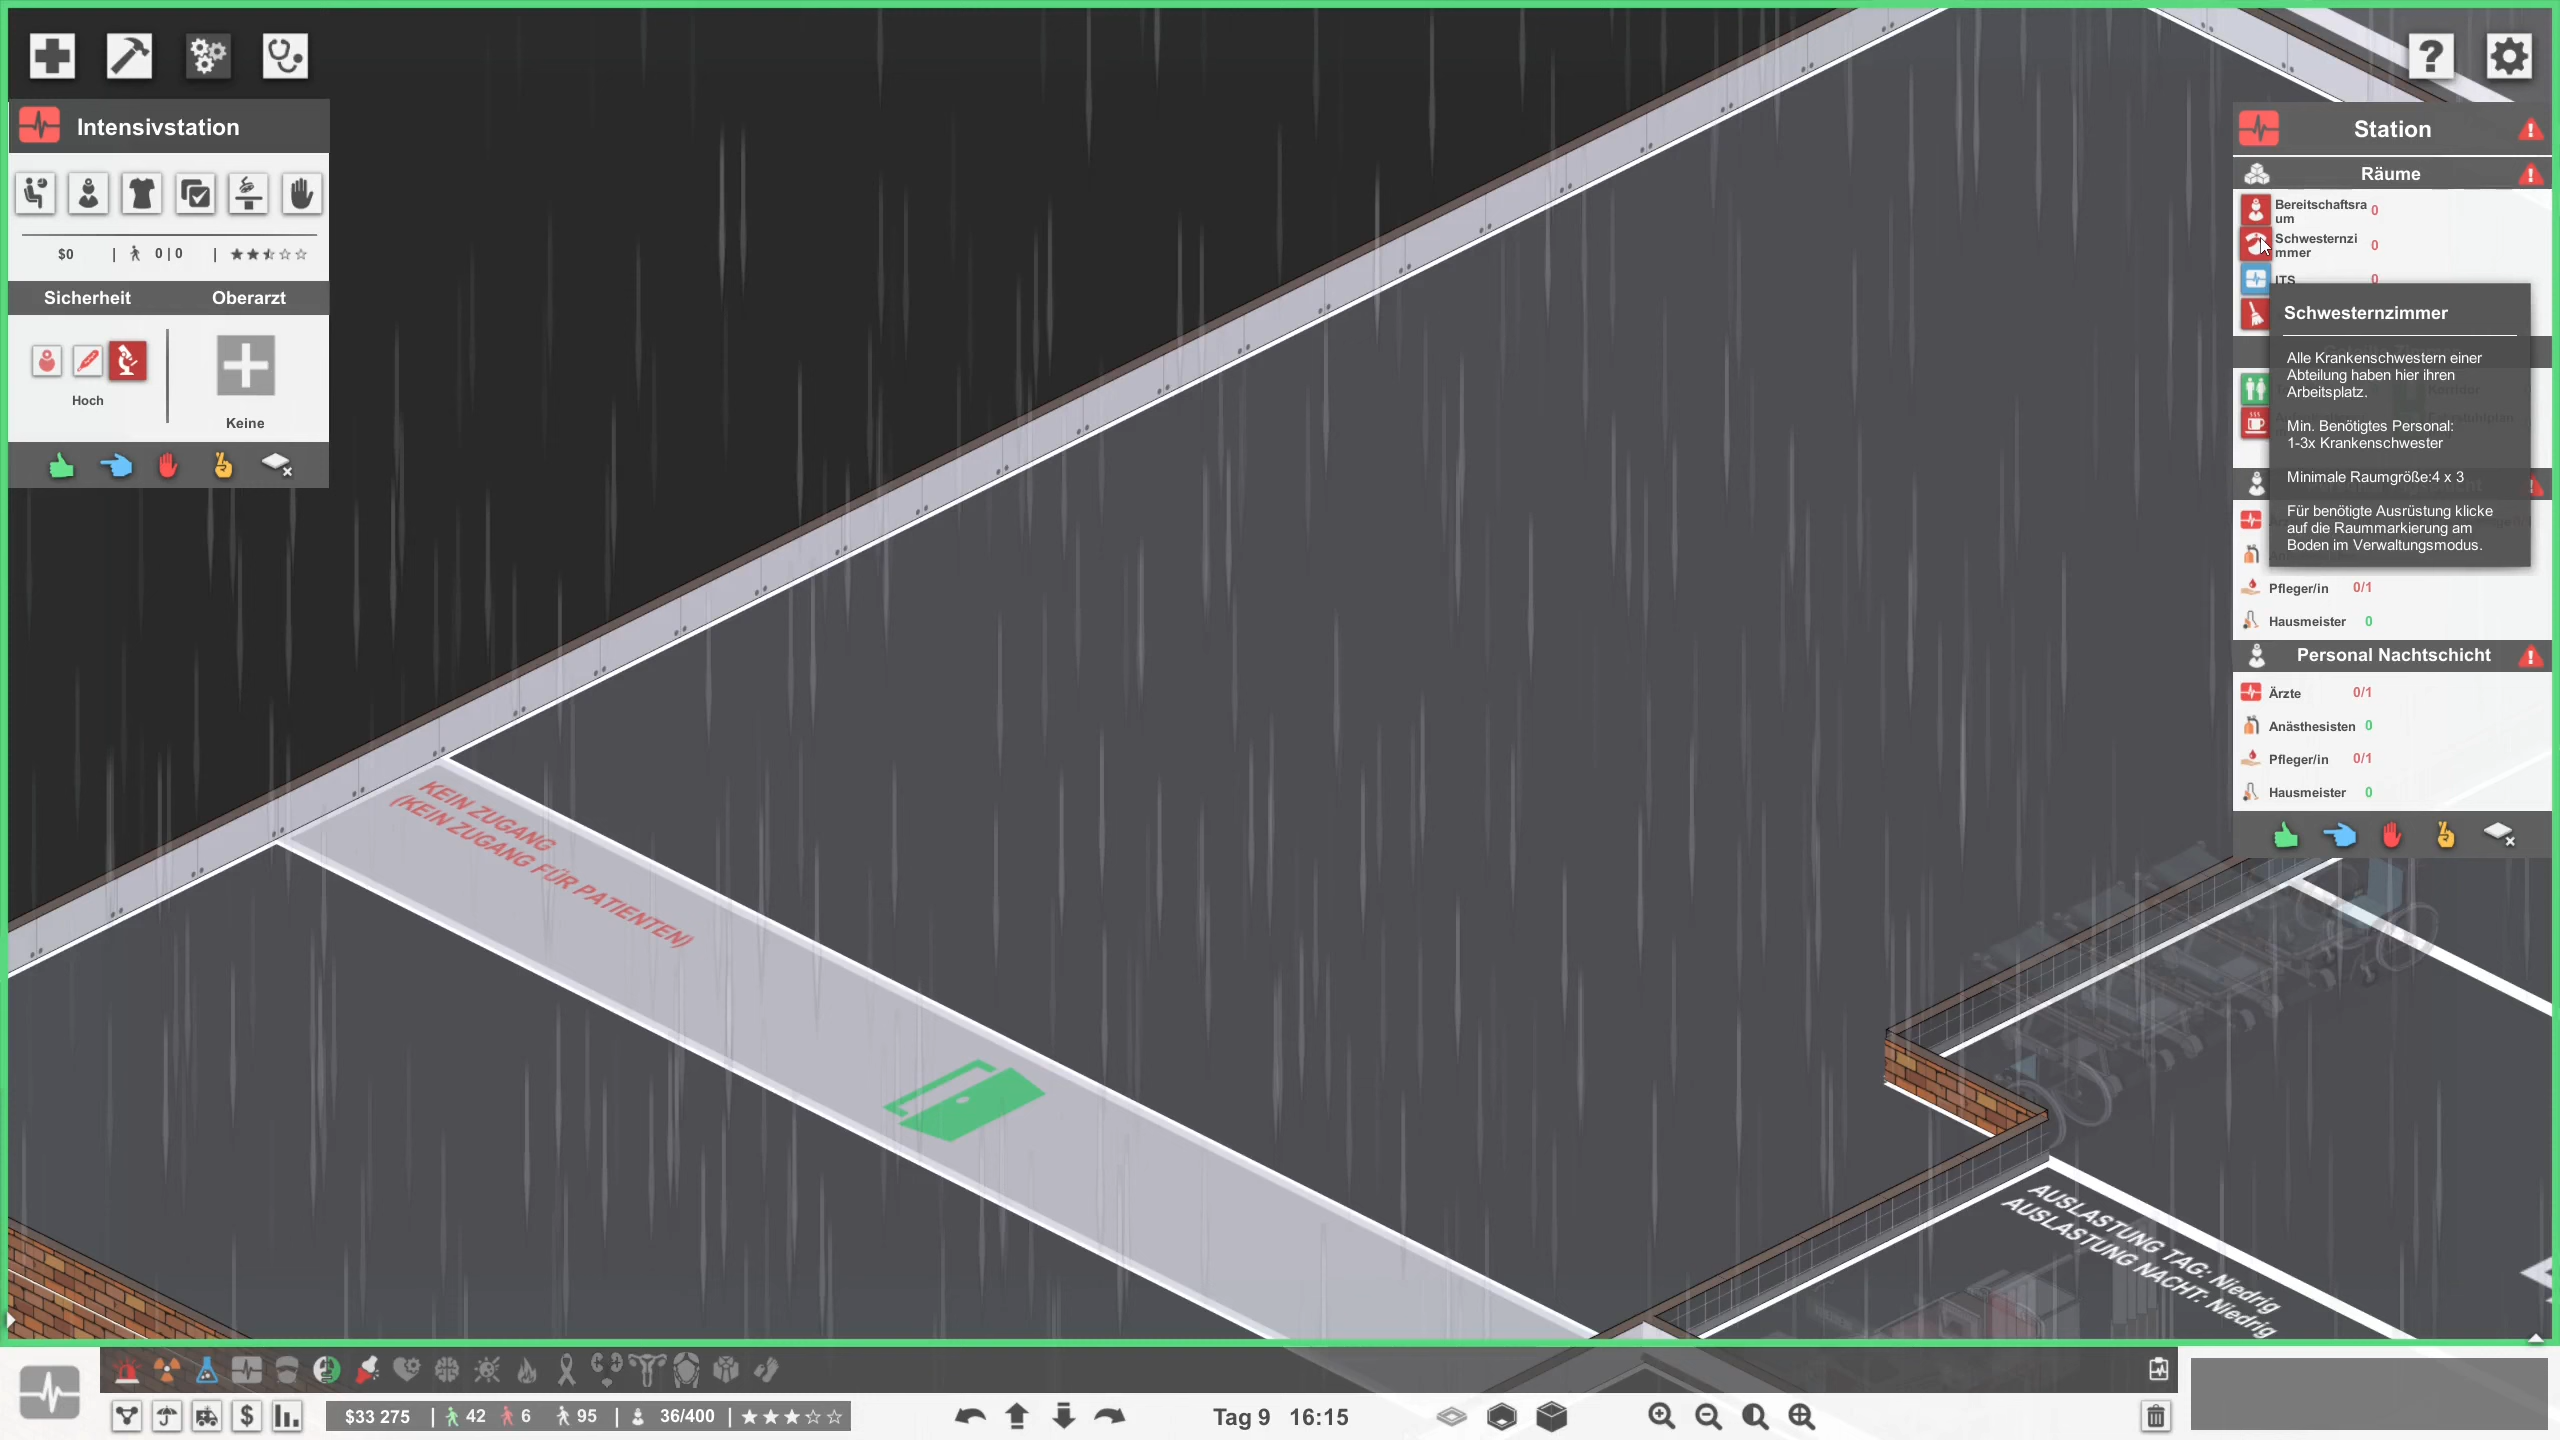 Intensivstation
$0 | 0 | 0 |
Sicherheit Oberarzt
Hoch
Keine
?
Station
Räume
Bereitschaftsra
um 0
Schwesternzi
mmer 0
ITS 0
Schwesternzimmer
Alle Krankenschwestern einer
Abteilung haben hier ihren
Arbeitsplatz.
Min. Benötigtes Personal:
1-3x Krankenschwester
Minimale Raumgröße:4 x 3
Für benötigte Ausrüstung klicke
auf die Raummarkierung am
Boden im Verwaltungsmodus.
Pfleger/in 0/1
Hausmeister 0
Personal Nachtschicht
Ärzte 0/1
Anästhesisten 0
Pfleger/in 0/1
Hausmeister 0
KEIN ZUGANG
(KEIN ZUGANG FÜR PATIENTEN)
AUSLASTUNG TAG: Niedrig
AUSLASTUNG NACHT: Niedrig
$33 275 | 42 6 95 | 36/400 |
Tag 9 16:15